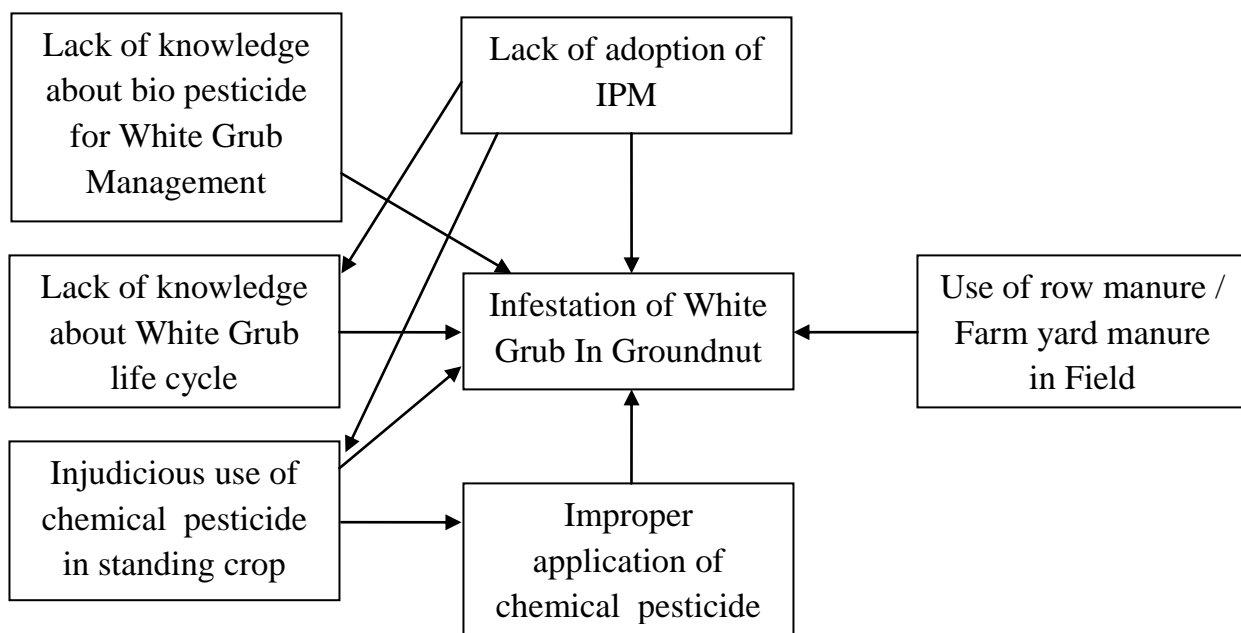 Lack of knowledge
about bio pesticide
for White Grub
Management
Lack of adoption of
IPM
Lack of knowledge
about White Grub
life cycle
Infestation of White
Grub In Groundnut
Use of row manure /
Farm yard manure
in Field
Injudicious use of
chemical pesticide
in standing crop
Improper
application of
chemical pesticide